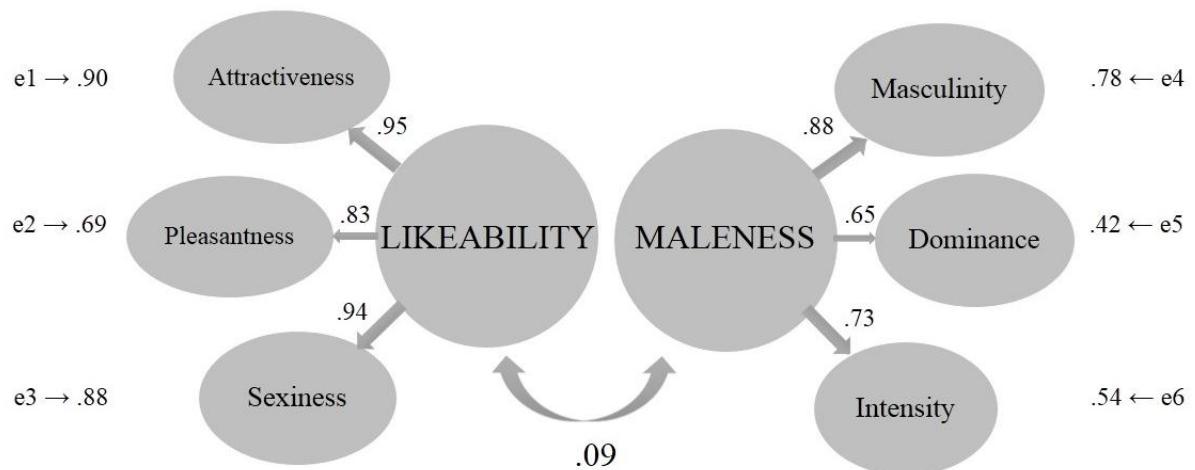 e1 → .90
Attractiveness
.95
e2 → .69
Pleasantness
.83
LIKEABILITY
.94
e3 → .88
Sexiness
Masculinity
.78 ← e4
.88
MALENESS
.65
Dominance
.42 ← e5
.73
Intensity
.54 ← e6
.09